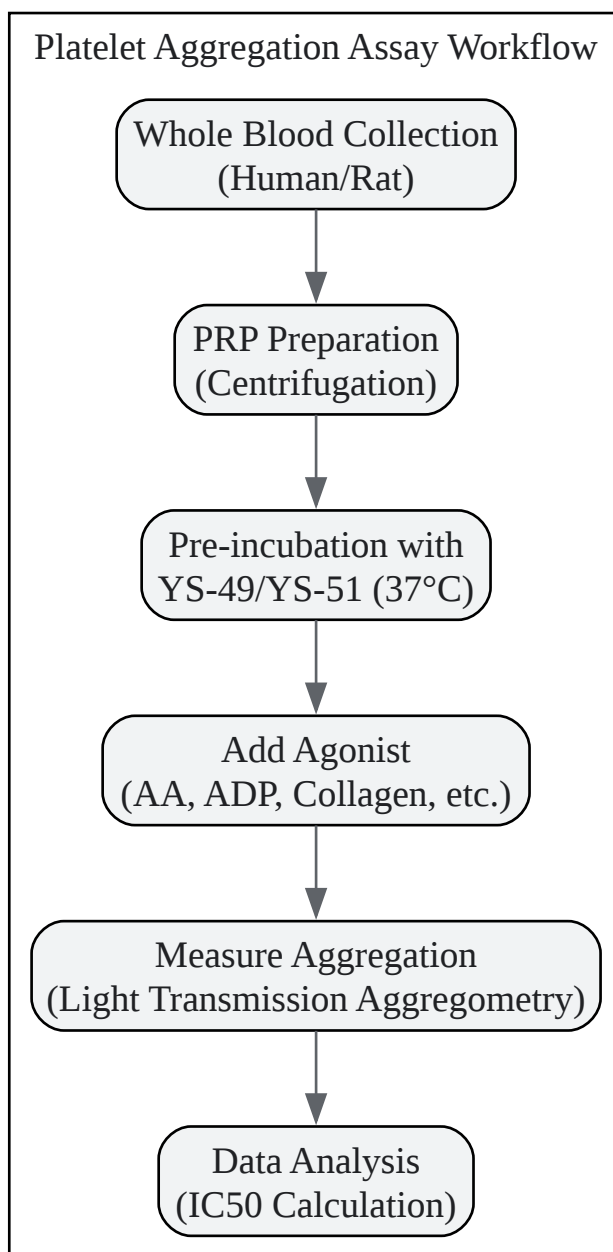 Platelet Aggregation Assay Workflow
Whole Blood Collection
(Human/Rat)
PRP Preparation
(Centrifugation)
Pre-incubation with
YS-49/YS-51 (37°C)
Add Agonist
(AA, ADP, Collagen, etc.)
Measure Aggregation
(Light Transmission Aggregometry)
Data Analysis
(IC50 Calculation)